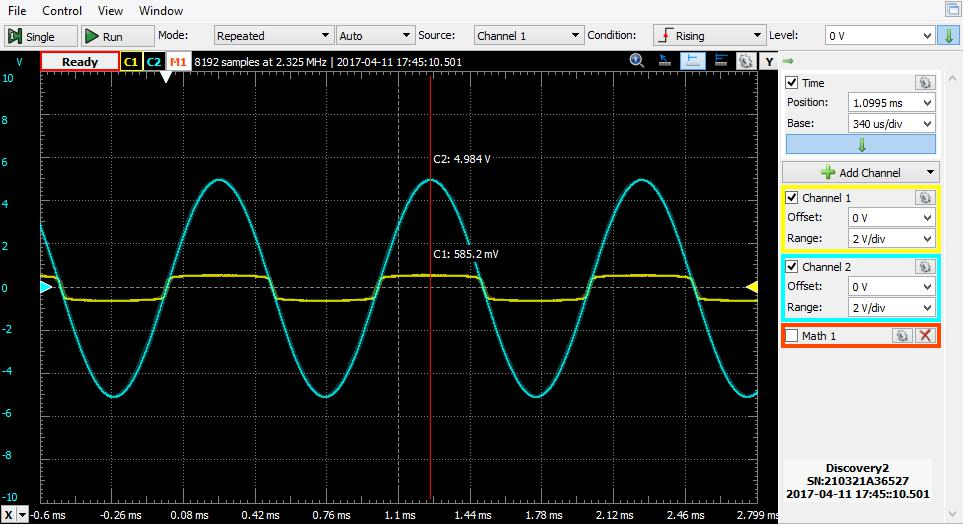 File Control View Window
Single Run Mode: Repeated Auto Source: Channel 1 Condition: Rising Level: 0 V
V Ready C1 C2 M1 8192 samples at 2.325 MHz | 2017-04-11 17:45:10.501 Y
10
8
6
4
2
0
-2
-4
-6
-8
-10
C2: 4.984 V
C1: 585.2 mV
X -0.6 ms -0.26 ms 0.08 ms 0.42 ms 0.76 ms 1.1 ms 1.44 ms 1.78 ms 2.12 ms 2.46 ms 2.799 ms
Time
Position: 1.0995 ms
Base: 340 us/div
Add Channel
Channel 1
Offset: 0 V
Range: 2 V/div
Channel 2
Offset: 0 V
Range: 2 V/div
Math 1
Discovery2
SN:210321A36527
2017-04-11 17:45::10.501